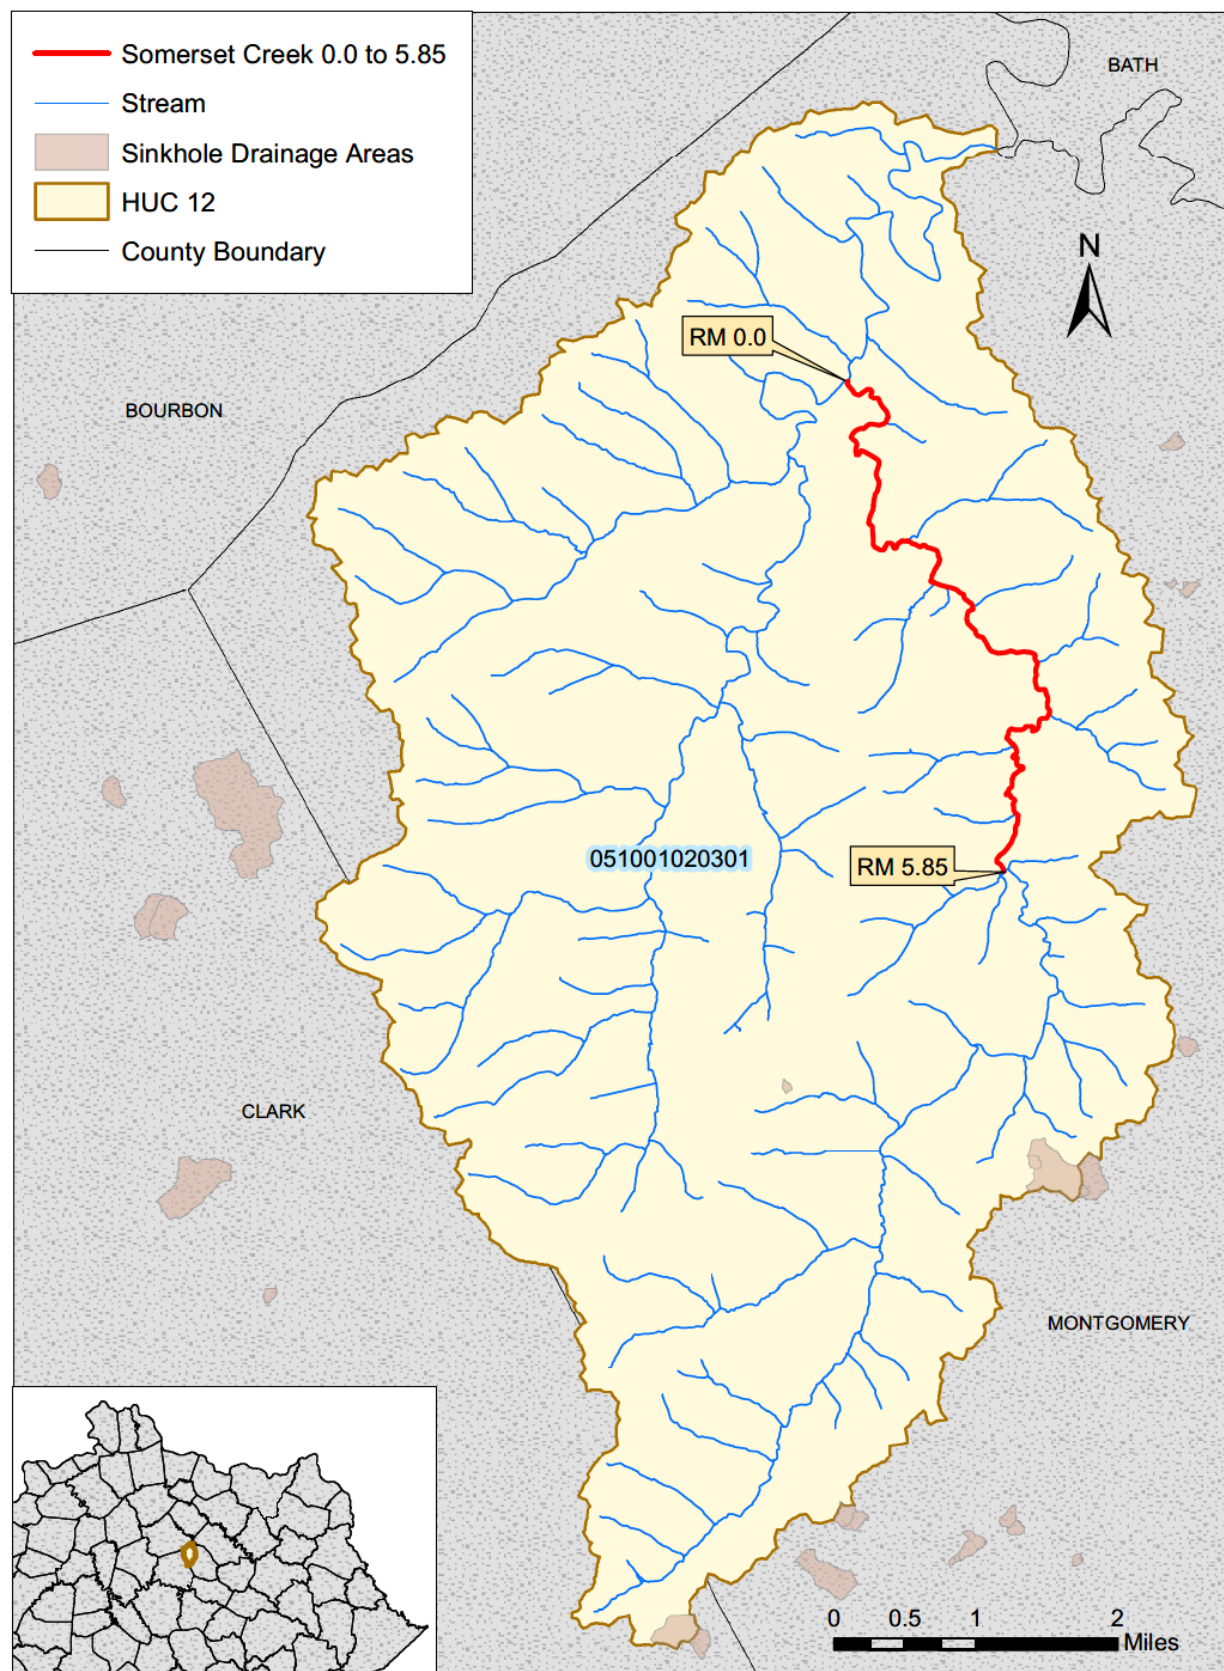 Somerset Creek 0.0 to 5.85
Stream
Sinkhole Drainage Areas
HUC 12
County Boundary
BATH
N
RM 0.0
BOURBON
051001020301
RM 5.85
CLARK
MONTGOMERY
0 0.5 1 2
Miles